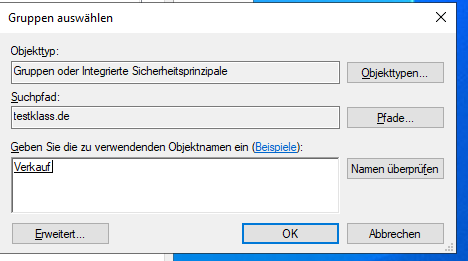 Gruppen auswählen
Objekttyp:
Gruppen oder Integrierte Sicherheitsprinzipale
Objekttypen...
Suchpfad:
testklass.de
Pfade...
Geben Sie die zu verwendenden Objektnamen ein (Beispiele):
Verkauf
Namen überprüfen
Erweitert...
OK
Abbrechen